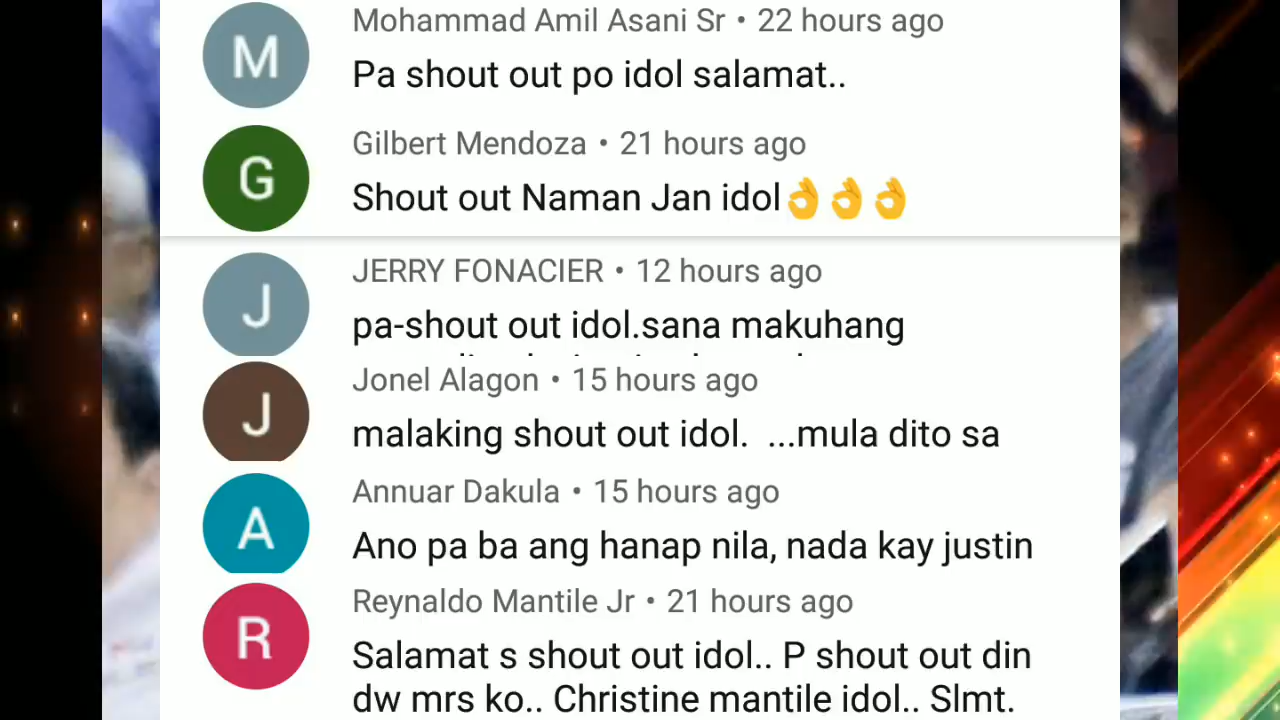 Mohammad Amil Asani Sr • 22 hours ago
M
Pa shout out po idol salamat..
Gilbert Mendoza • 21 hours ago
G
Shout out Naman Jan idol👌👌👌
JERRY FONACIER • 12 hours ago
J
pa-shout out idol.sana makuhang
Jonel Alagon • 15 hours ago
J
malaking shout out idol. ...mula dito sa
Annuar Dakula • 15 hours ago
A
Ano pa ba ang hanap nila, nada kay justin
Reynaldo Mantile Jr • 21 hours ago
R
Salamat s shout out idol.. P shout out din
dw mrs ko.. Christine mantile idol.. Slmt.